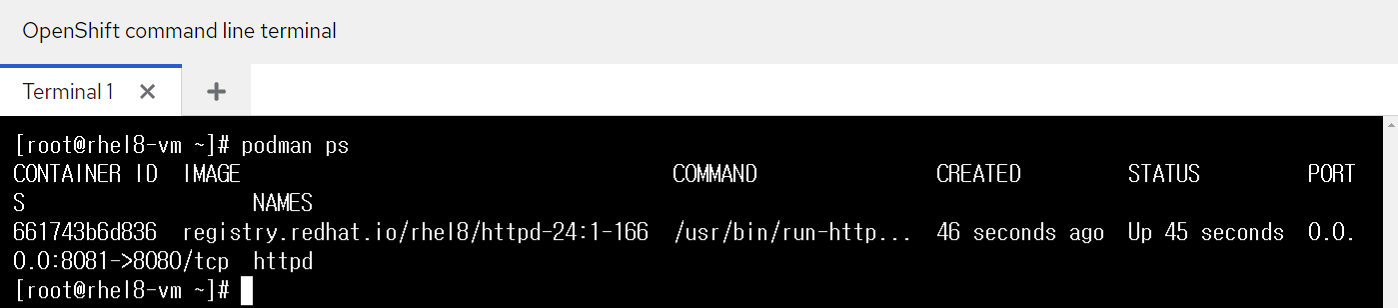 OpenShift command line terminal
Terminal 1
[root@rhel8-vm ~]# podman ps
CONTAINER ID  IMAGE                                    COMMAND               CREATED         STATUS         PORT
S                   NAMES
661743b6d836  registry.redhat.io/rhel8/httpd-24:1-166  /usr/bin/run-http...  46 seconds ago  Up 45 seconds  0.0.
0.0:8081->8080/tcp  httpd
[root@rhel8-vm ~]#